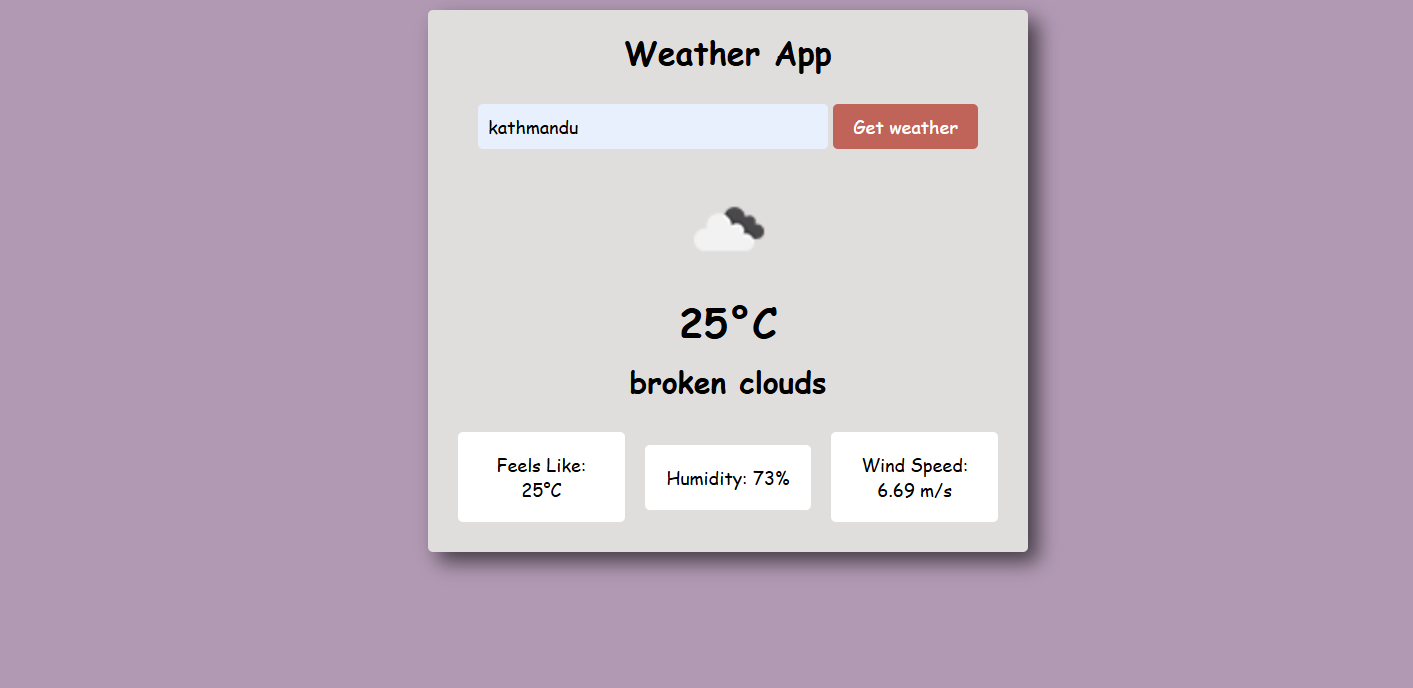 Weather App
kathmandu
Get weather
25°C
broken clouds
Feels Like:
25°C
Humidity: 73%
Wind Speed:
6.69 m/s